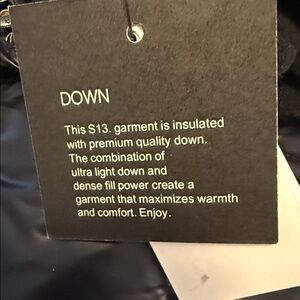 DOWN
This S13. garment is insulated
with premium quality down.
The combination of
ultra light down and
dense fill power create a
garment that maximizes warmth
and comfort. Enjoy.